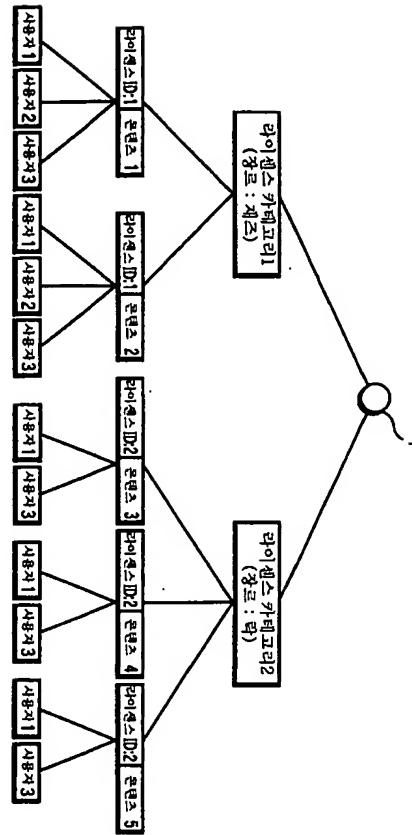 라이센스 카테고리1
(장르 : 재즈)
라이센스 카테고리2
(장르 : 락)
라이센스 ID:1 콘텐츠 1
라이센스 ID:1 콘텐츠 2
라이센스 ID:2 콘텐츠 3
라이센스 ID:2 콘텐츠 4
라이센스 ID:2 콘텐츠 5
사용자1
사용자2
사용자3
사용자1
사용자2
사용자3
사용자1
사용자3
사용자1
사용자3
사용자1
사용자3